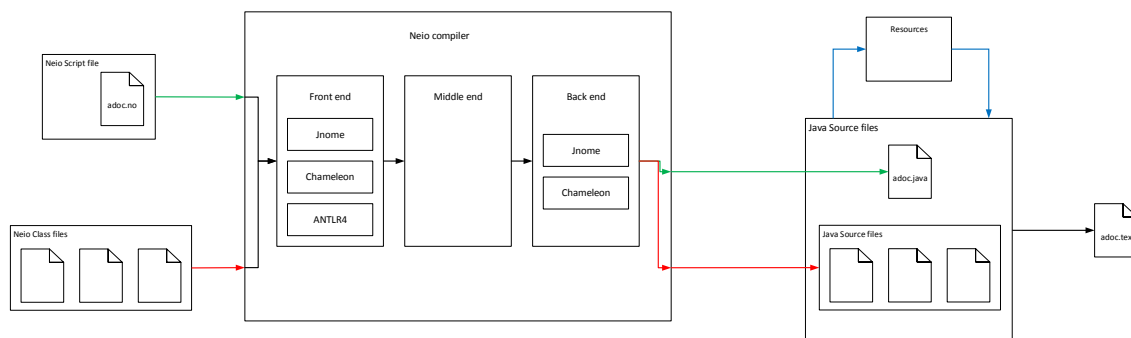 Neio compiler
Resources
Neio Script file
adoc.no
Front end
Middle end
Back end
Jnome
Chameleon
ANTLR4
Jnome
Chameleon
Java Source files
adoc.java
Neio Class files
Java Source files
adoc.tex